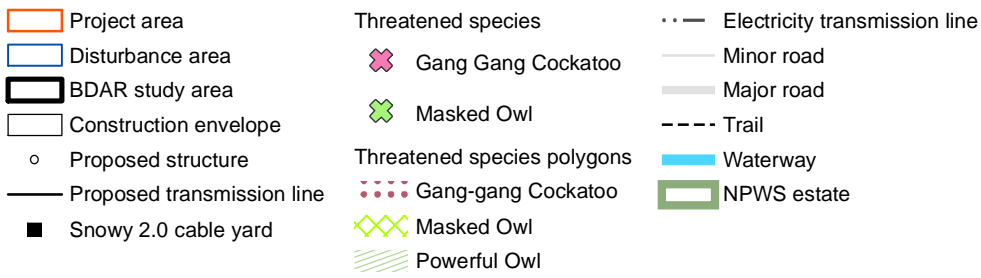 Project area
Disturbance area
BDAR study area
Construction envelope
Proposed structure
Proposed transmission line
Snowy 2.0 cable yard
Threatened species
Gang Gang Cockatoo
Masked Owl
Threatened species polygons
Gang-gang Cockatoo
Masked Owl
Powerful Owl
Electricity transmission line
Minor road
Major road
Trail
Waterway
NPWS estate